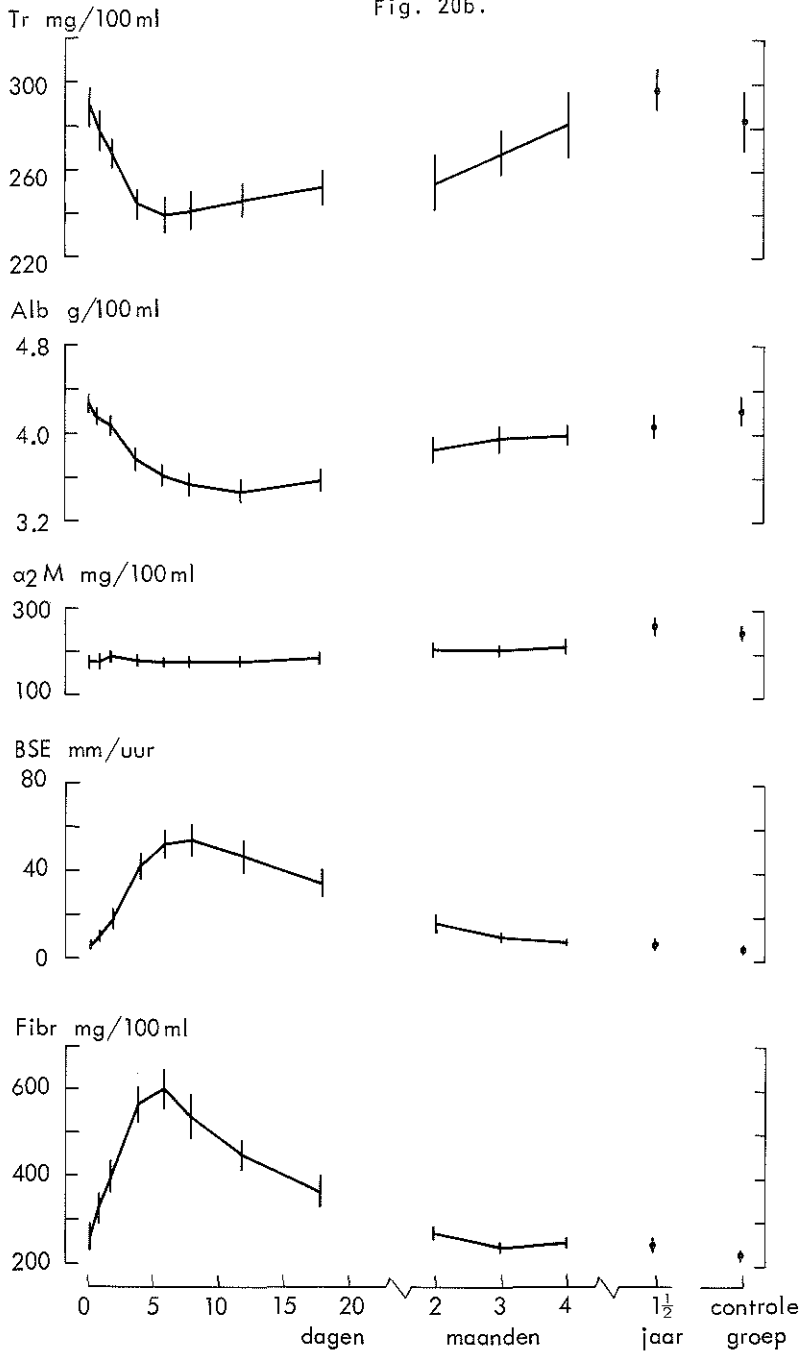 Fig. 20b.
Tr mg/100 ml
300
260
220
Alb g/100 ml
4.8
4.0
3.2
α2 M mg/100 ml
300
100
BSE mm/uur
80
40
0
Fibr mg/100 ml
600
400
200
0 5 10 15 20 2 3 4 1½ controle
dagen maanden jaar groep